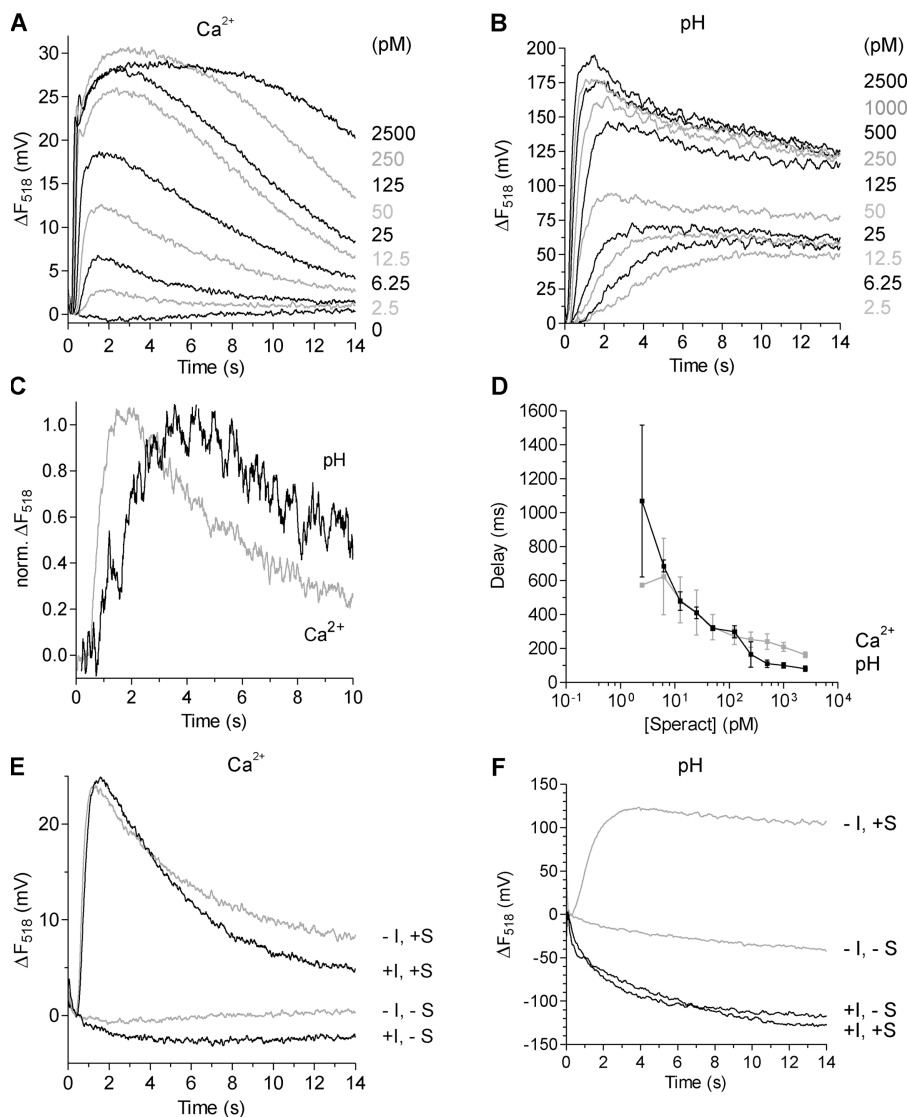 A
Ca2+
(pM)
ΔF518 (mV)
30
25
20
15
10
5
0
0 2 4 6 8 10 12 14
Time (s)
2500
250
125
50
25
12.5
6.25
2.5
0
B
pH
(pM)
ΔF518 (mV)
200
175
150
125
100
75
50
25
0
0 2 4 6 8 10 12 14
Time (s)
2500
1000
500
250
125
50
25
12.5
6.25
2.5
C
norm. ΔF518
1.0
0.8
0.6
0.4
0.2
0.0
0 2 4 6 8 10
Time (s)
pH
Ca2+
D
Delay (ms)
1600
1400
1200
1000
800
600
400
200
0
10-1 100 101 102 103 104
[Speract] (pM)
Ca2+
pH
E
Ca2+
ΔF518 (mV)
20
10
0
0 2 4 6 8 10 12 14
Time (s)
- I, +S
+I, +S
- I, - S
+I, - S
F
pH
ΔF518 (mV)
150
100
50
0
-50
-100
-150
0 2 4 6 8 10 12 14
Time (s)
- I, +S
- I, - S
+I, - S
+I, +S